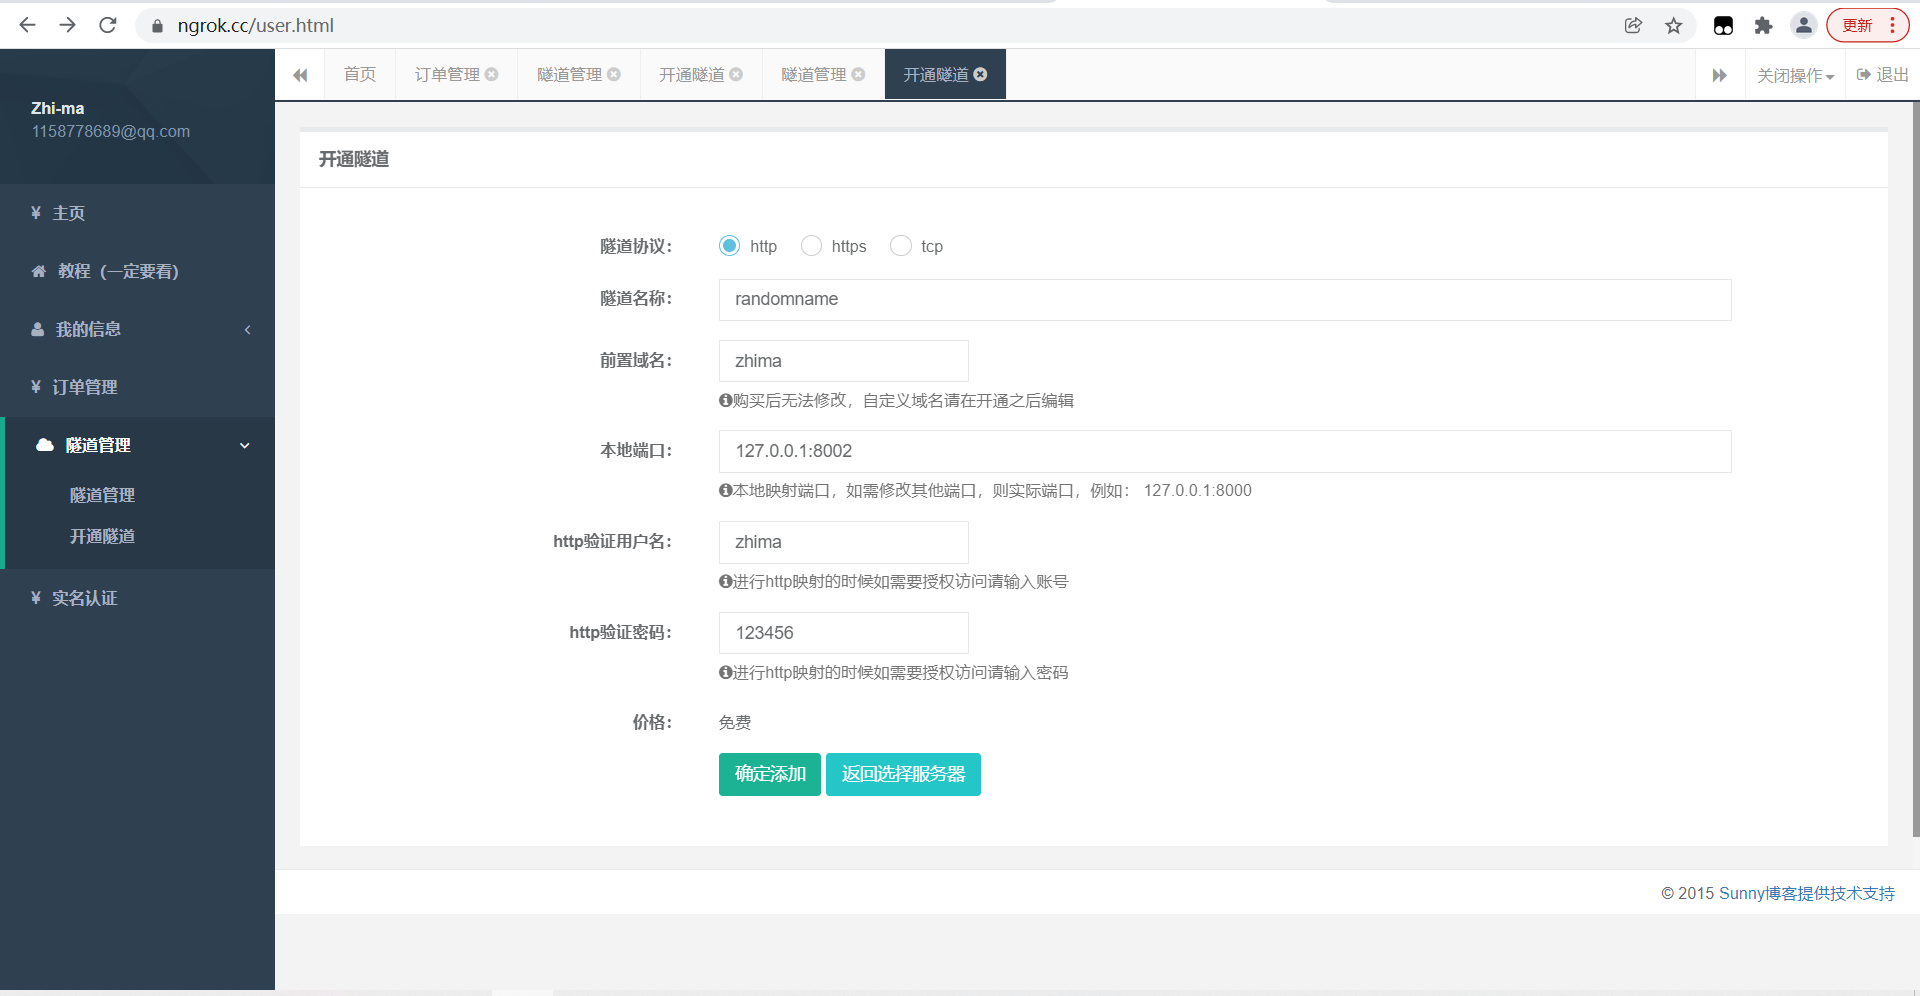 ngrok.cc/user.html
更新
Zhi-ma
1158778689@qq.com
首页
订单管理
隧道管理
开通隧道
隧道管理
开通隧道
关闭操作
退出
¥ 主页
教程（一定要看）
我的信息
¥ 订单管理
隧道管理
隧道管理
开通隧道
¥ 实名认证
开通隧道
隧道协议： http https tcp
隧道名称： randomname
前置域名： zhima
购买后无法修改，自定义域名请在开通之后编辑
本地端口： 127.0.0.1:8002
本地映射端口，如需修改其他端口，则实际端口，例如： 127.0.0.1:8000
http验证用户名： zhima
进行http映射的时候如需要授权访问请输入账号
http验证密码： 123456
进行http映射的时候如需要授权访问请输入密码
价格： 免费
确定添加 返回选择服务器
© 2015 Sunny博客提供技术支持